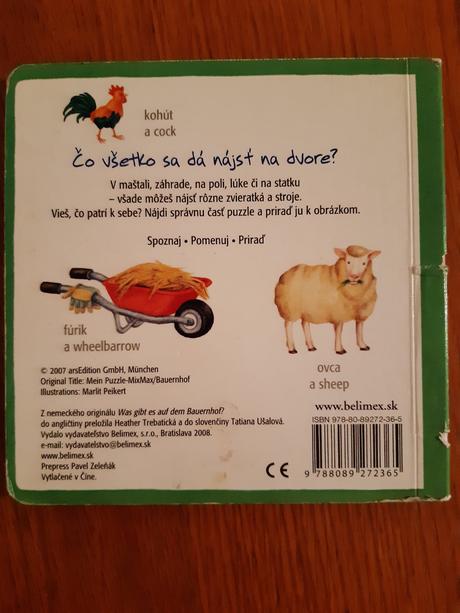 kohút
a cock
Čo všetko sa dá nájsť na dvore?
V maštali, záhrade, na poli, lúke či na statku
– všade môžeš nájsť rôzne zvieratká a stroje.
Vieš, čo patrí k sebe? Nájdi správnu časť puzzle a priraď ju k obrázkom.
Spoznaj • Pomenuj • Priraď
fúrik
a wheelbarrow
ovca
a sheep
© 2007 arsEdition GmbH, München
Original Title: Mein Puzzle-MixMax/Bauernhof
Illustrations: Marlit Peikert
Z nemeckého originálu Was gibt es auf dem Bauernhof?
do angličtiny preložila Heather Trebatická a do slovenčiny Tatiana Ušalová.
Vydalo vydavateľstvo Belimex, s.r.o., Bratislava 2008.
e-mail: vydavatelstvo@belimex.sk
www.belimex.sk
Prepress Pavel Zeleňák
Vytlačené v Číne.
CE
www.belimex.sk
ISBN 978-80-89272-36-5
9 788089 272365